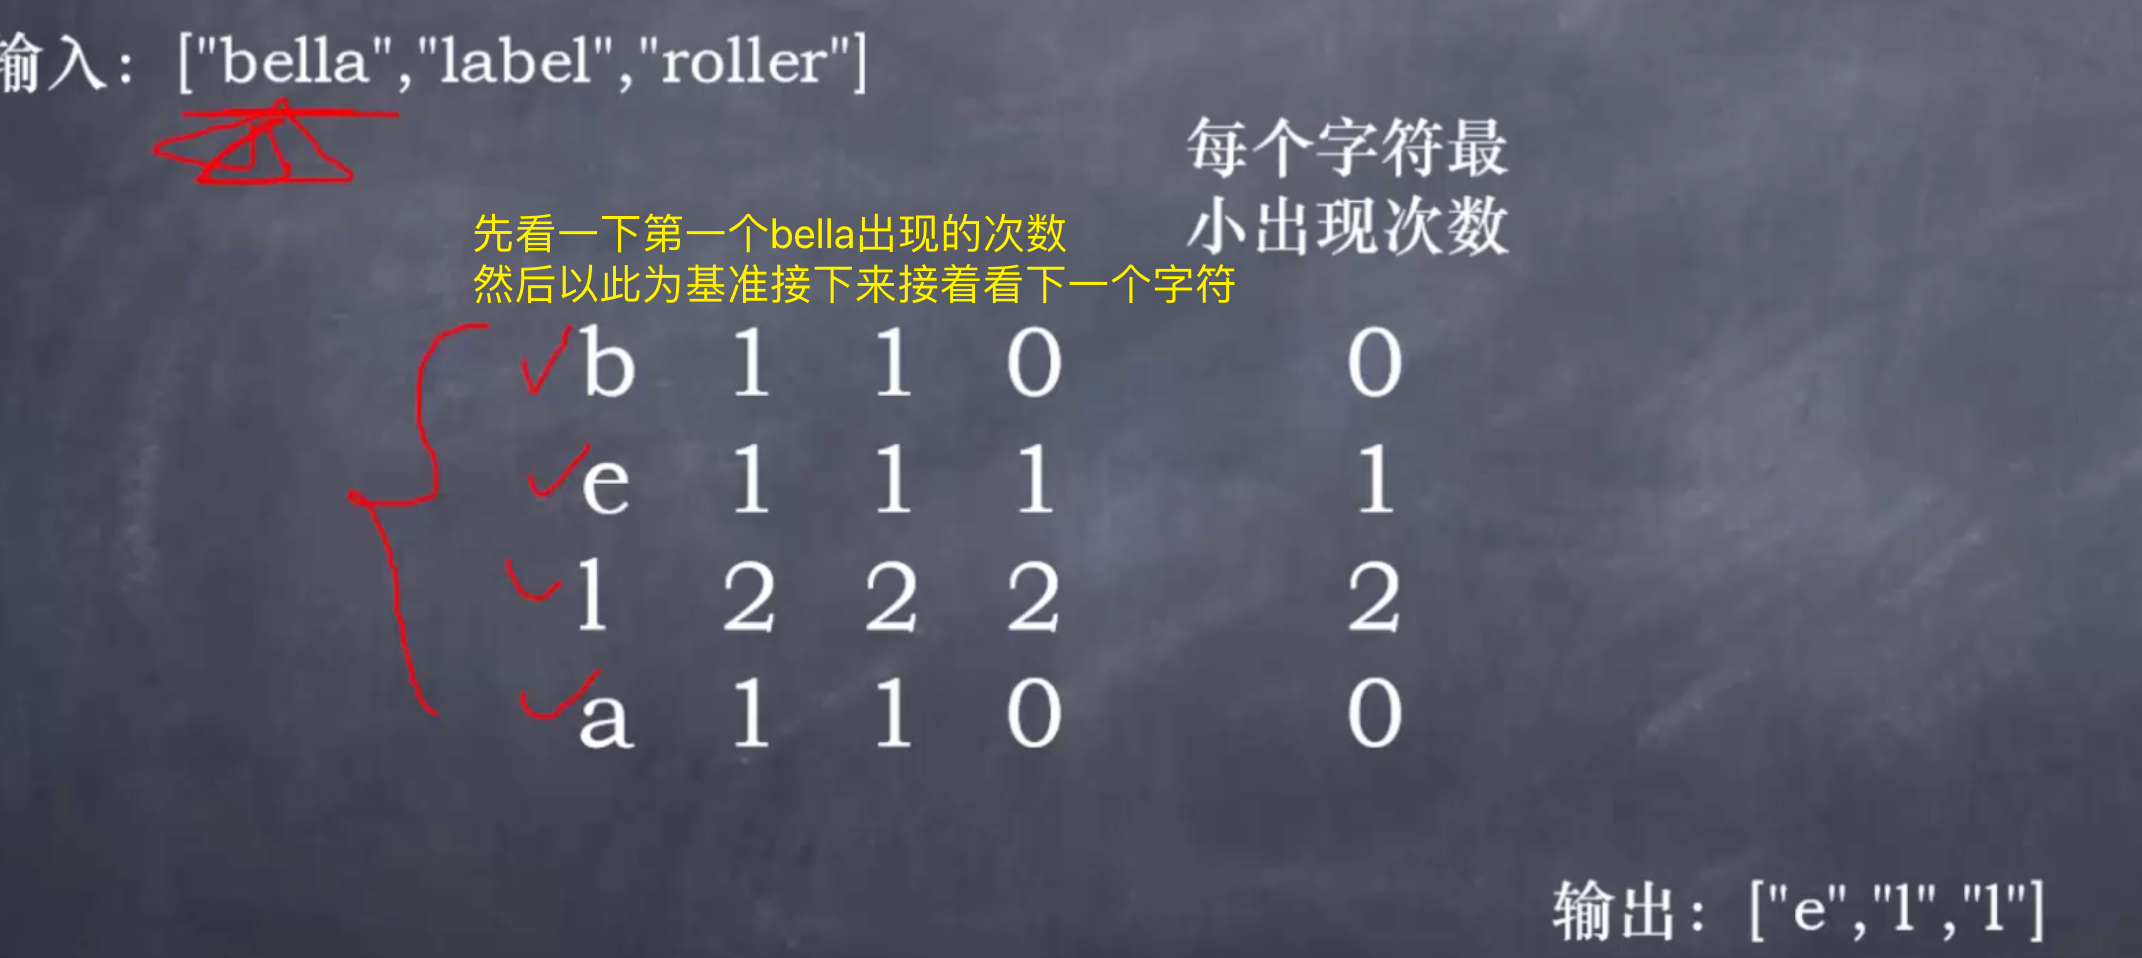 输入：["bella","label","roller"]
每个字符最
小出现次数
先看一下第一个bella出现的次数
然后以此为基准接下来接着看下一个字符
b 1 1 0 0
e 1 1 1 1
l 2 2 2 2
a 1 1 0 0
输出：["e","l","l"]